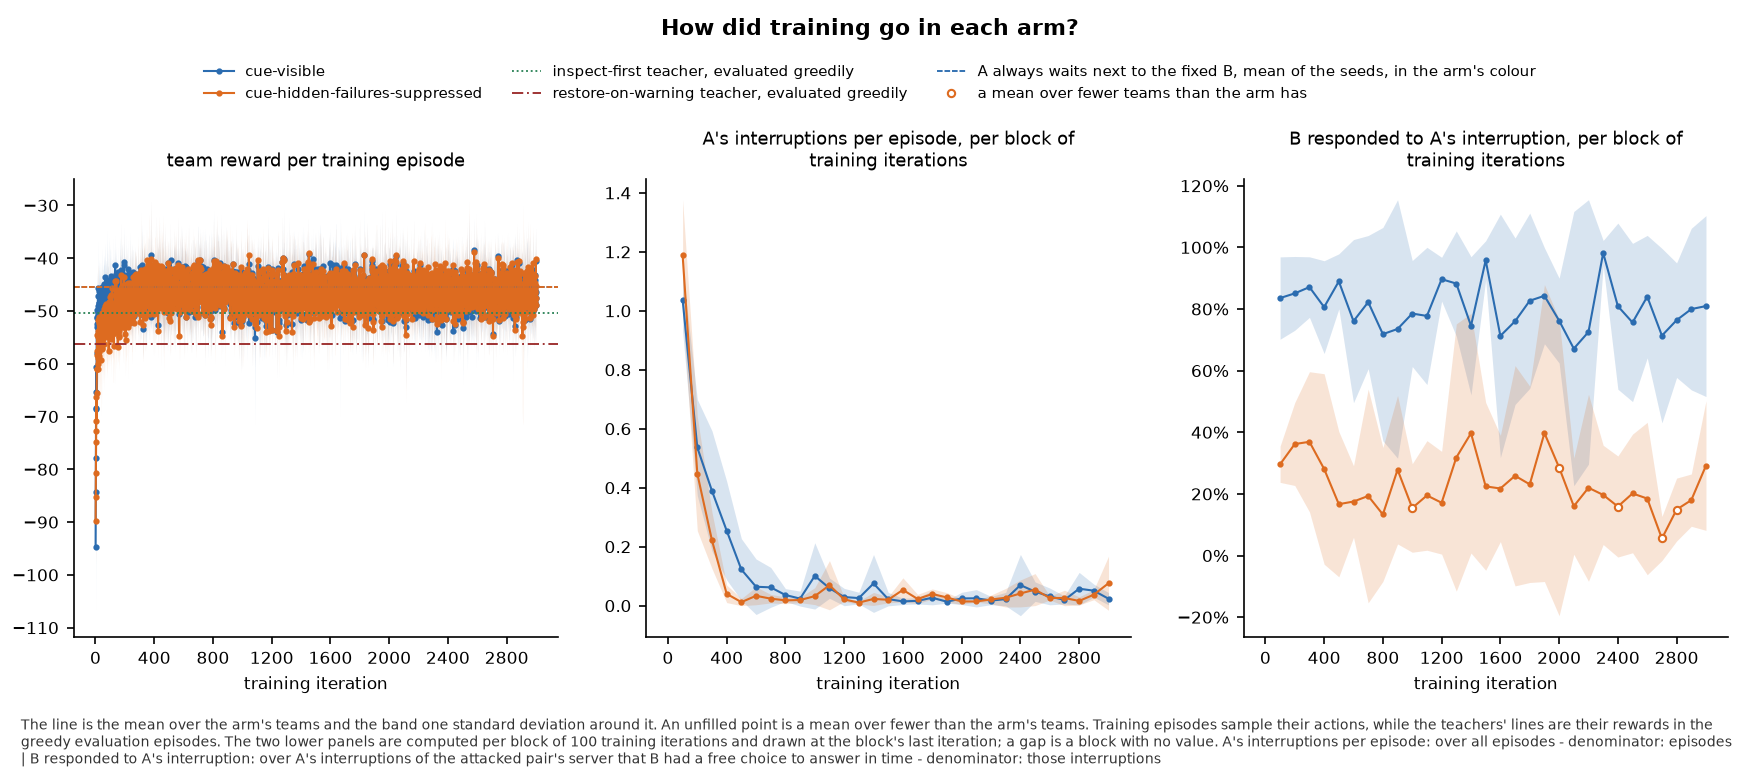 How did training go in each arm?
cue-visible
cue-hidden-failures-suppressed
inspect-first teacher, evaluated greedily
restore-on-warning teacher, evaluated greedily
A always waits next to the fixed B, mean of the seeds, in the arm's colour
a mean over fewer teams than the arm has
team reward per training episode
−30
−40
−50
−60
−70
−80
−90
−100
−110
0 400 800 1200 1600 2000 2400 2800
training iteration
A's interruptions per episode, per block of
training iterations
1.4
1.2
1.0
0.8
0.6
0.4
0.2
0.0
0 400 800 1200 1600 2000 2400 2800
training iteration
B responded to A's interruption, per block of
training iterations
120%
100%
80%
60%
40%
20%
0%
−20%
0 400 800 1200 1600 2000 2400 2800
training iteration
The line is the mean over the arm's teams and the band one standard deviation around it. An unfilled point is a mean over fewer than the arm's teams. Training episodes sample their actions, while the teachers' lines are their rewards in the
greedy evaluation episodes. The two lower panels are computed per block of 100 training iterations and drawn at the block's last iteration; a gap is a block with no value. A's interruptions per episode: over all episodes - denominator: episodes
| B responded to A's interruption: over A's interruptions of the attacked pair's server that B had a free choice to answer in time - denominator: those interruptions